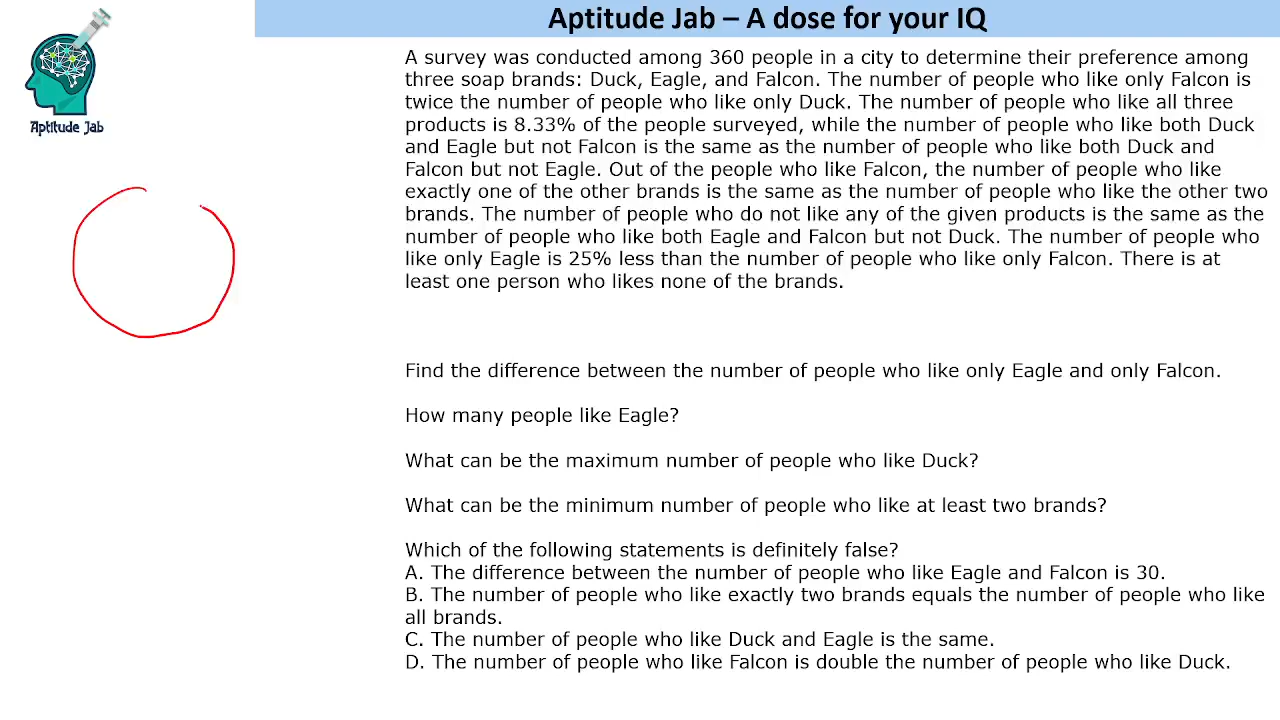 Aptitude Jab – A dose for your IQ
Aptitude Jab
A survey was conducted among 360 people in a city to determine their preference among
three soap brands: Duck, Eagle, and Falcon. The number of people who like only Falcon is
twice the number of people who like only Duck. The number of people who like all three
products is 8.33% of the people surveyed, while the number of people who like both Duck
and Eagle but not Falcon is the same as the number of people who like both Duck and
Falcon but not Eagle. Out of the people who like Falcon, the number of people who like
exactly one of the other brands is the same as the number of people who like the other two
brands. The number of people who do not like any of the given products is the same as the
number of people who like both Eagle and Falcon but not Duck. The number of people who
like only Eagle is 25% less than the number of people who like only Falcon. There is at
least one person who likes none of the brands.
Find the difference between the number of people who like only Eagle and only Falcon.
How many people like Eagle?
What can be the maximum number of people who like Duck?
What can be the minimum number of people who like at least two brands?
Which of the following statements is definitely false?
A. The difference between the number of people who like Eagle and Falcon is 30.
B. The number of people who like exactly two brands equals the number of people who like
all brands.
C. The number of people who like Duck and Eagle is the same.
D. The number of people who like Falcon is double the number of people who like Duck.